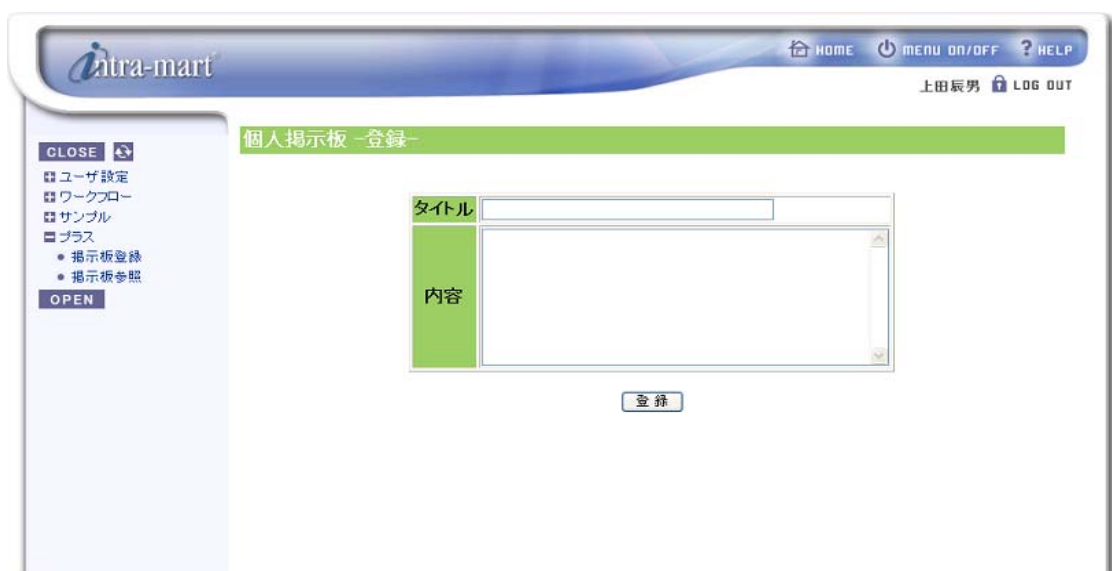 intra-mart
HOME MENU ON/OFF ? HELP
上田辰男 LOG OUT
CLOSE
ユーザ設定
ワークフロー
サンプル
プラス
掲示板登録
掲示板参照
OPEN
個人掲示板 -登録-
タイトル
内容
登録